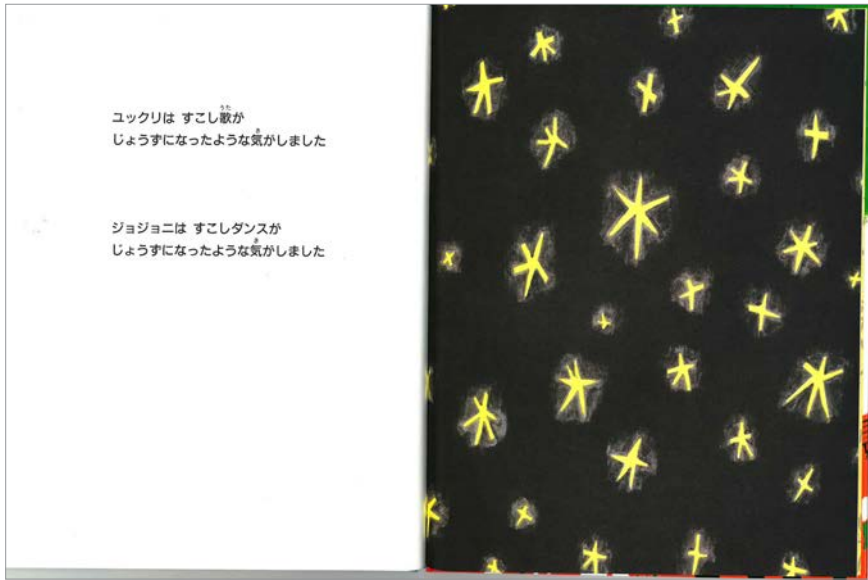 ユックリは すこし歌が
じょうずになったような気がしました
ジョジョニは すこしダンスが
じょうずになったような気がしました